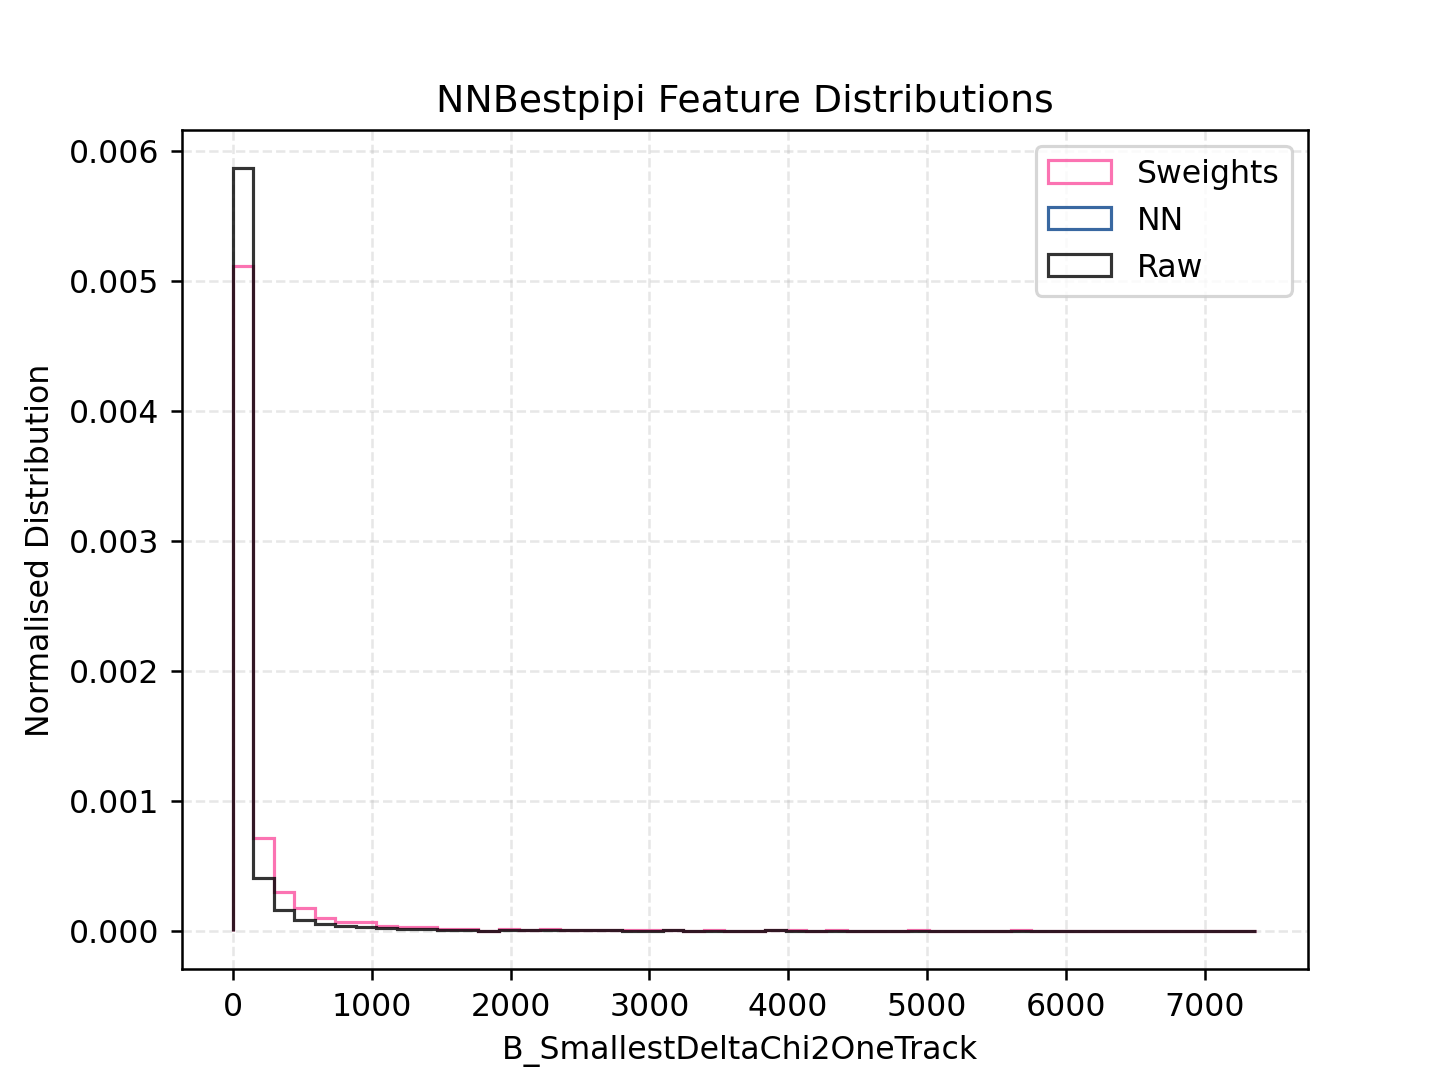 NNBestpipi Feature Distributions
Sweights
NN
Raw
Normalised Distribution
0.006
0.005
0.004
0.003
0.002
0.001
0.000
0 1000 2000 3000 4000 5000 6000 7000
B_SmallestDeltaChi2OneTrack